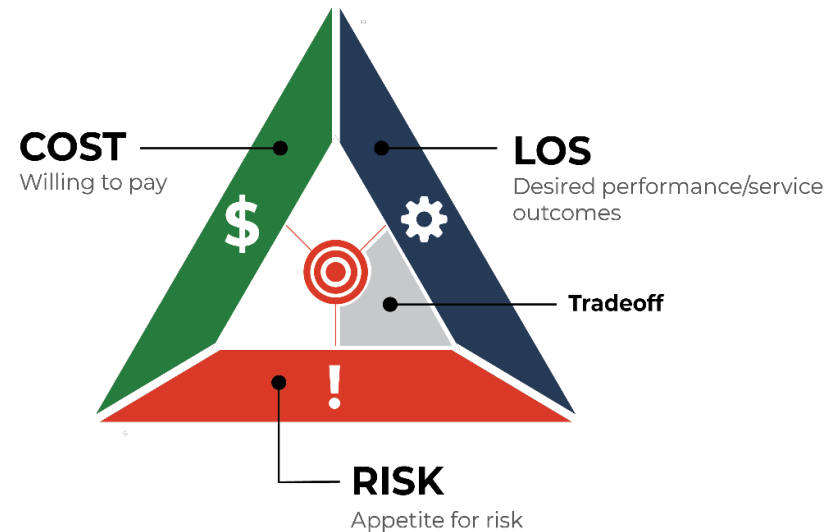 COST
Willing to pay
$
LOS
Desired performance/service
outcomes
Tradeoff
!
RISK
Appetite for risk